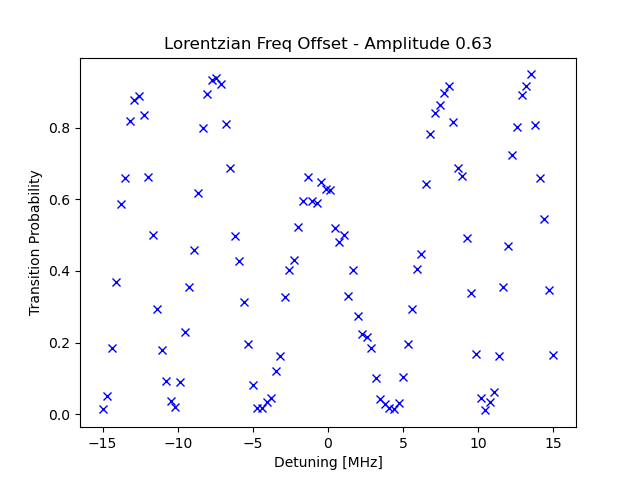 Lorentzian Freq Offset - Amplitude 0.63
Transition Probability
0.8
0.6
0.4
0.2
0.0
−15 −10 −5 0 5 10 15
Detuning [MHz]